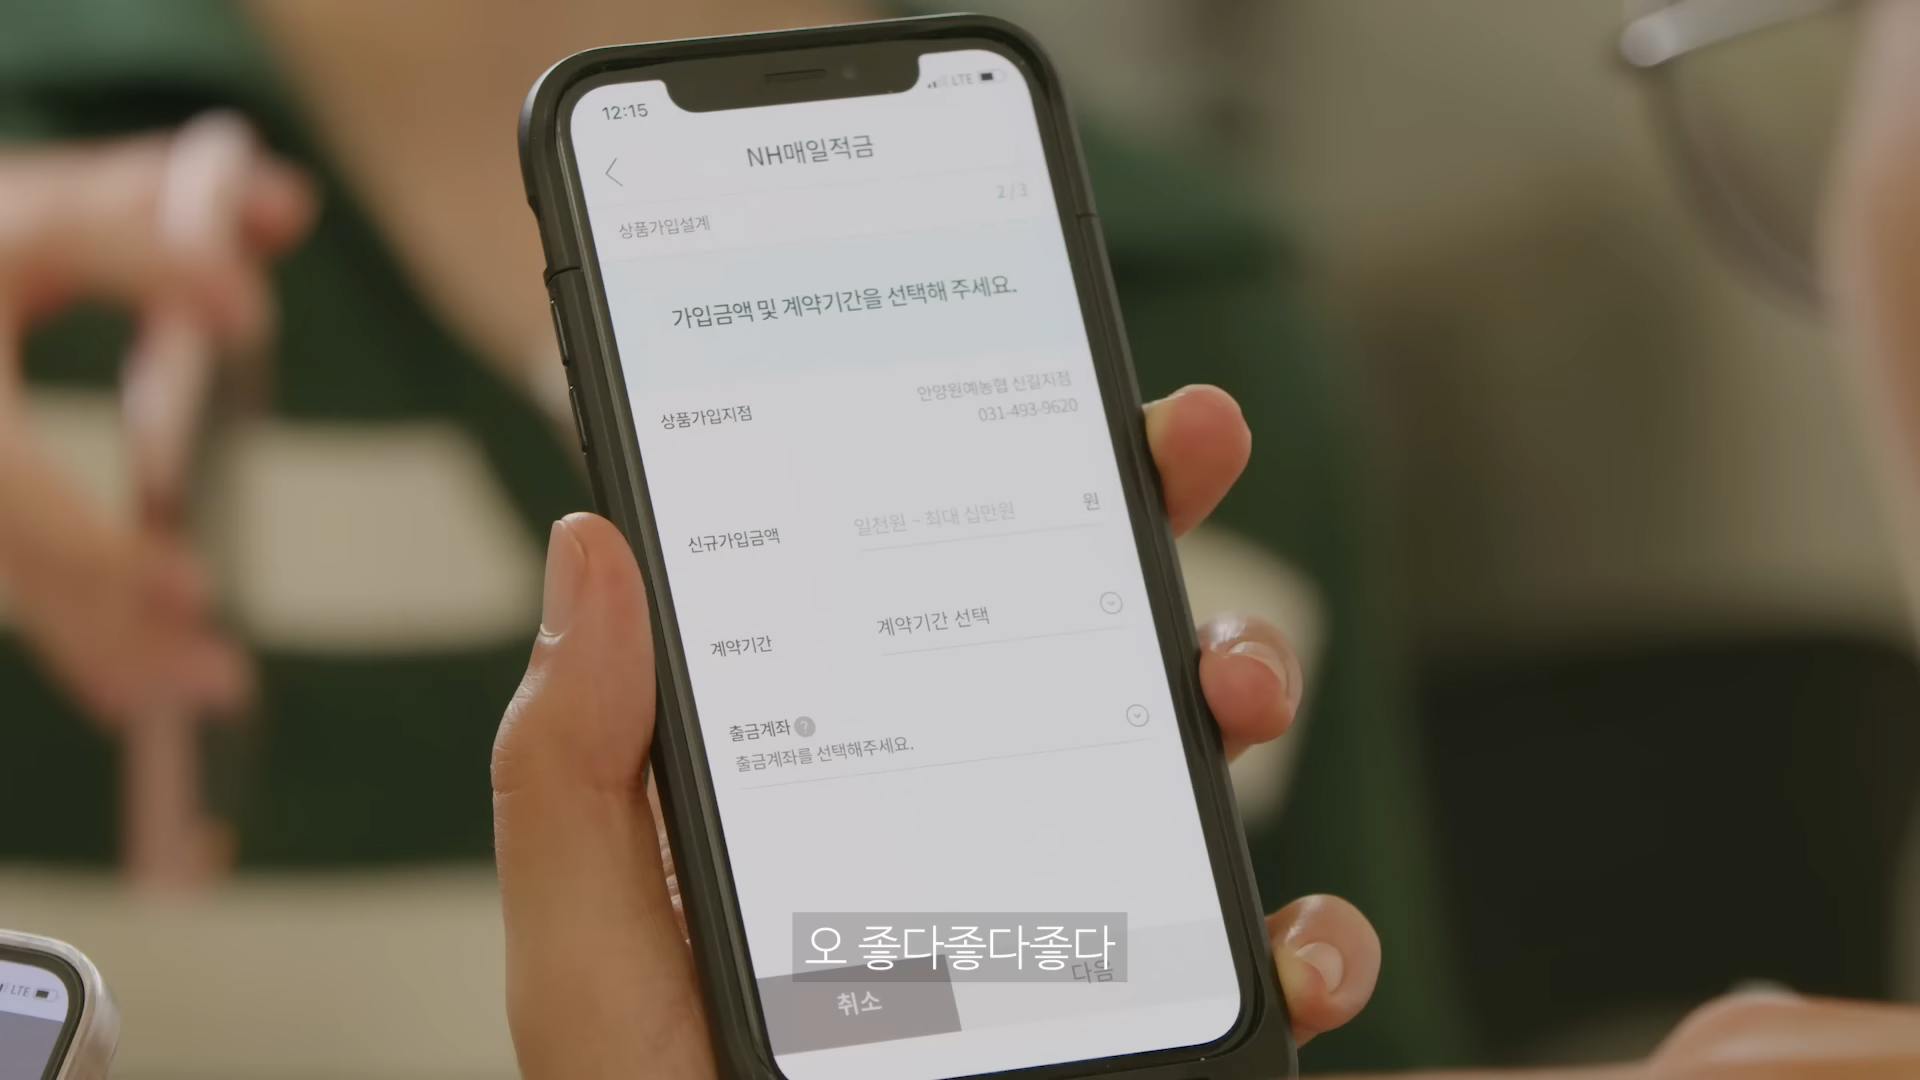 12:15
LTE
NH매일적금
2 / 3
상품가입설계
가입금액 및 계약기간을 선택해 주세요.
상품가입지점
안양원예농협 신길지점
031-493-9620
신규가입금액
일천원 ~ 최대 십만원 원
계약기간
계약기간 선택
출금계좌 ?
출금계좌를 선택해주세요.
오 좋다좋다좋다
취소
다음
LTE